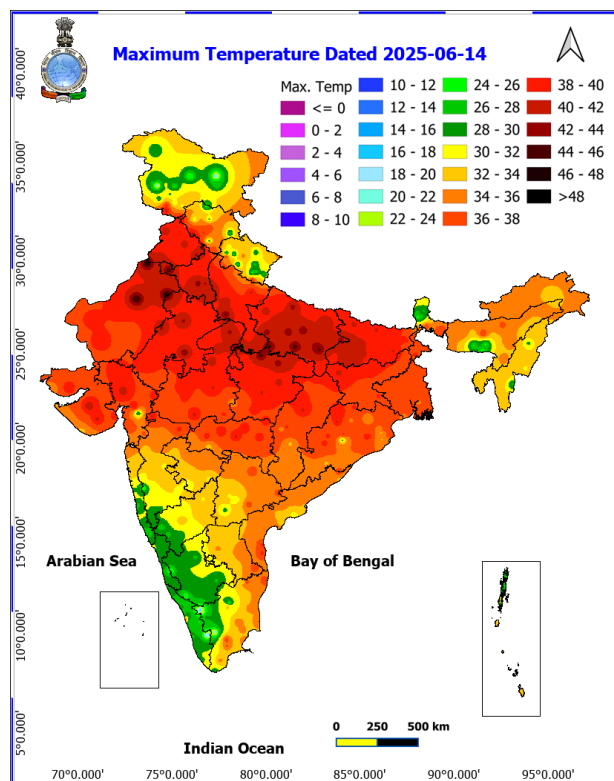 Maximum Temperature Dated 2025-06-14
Max. Temp
<= 0
0 - 2
2 - 4
4 - 6
6 - 8
8 - 10
10 - 12
12 - 14
14 - 16
16 - 18
18 - 20
20 - 22
22 - 24
24 - 26
26 - 28
28 - 30
30 - 32
32 - 34
34 - 36
36 - 38
38 - 40
40 - 42
42 - 44
44 - 46
46 - 48
>48
40°0.000'
35°0.000'
30°0.000'
25°0.000'
20°0.000'
15°0.000'
10°0.000'
5°0.000'
Arabian Sea
Bay of Bengal
0 250 500 km
Indian Ocean
70°0.000' 75°0.000' 80°0.000' 85°0.000' 90°0.000' 95°0.000'